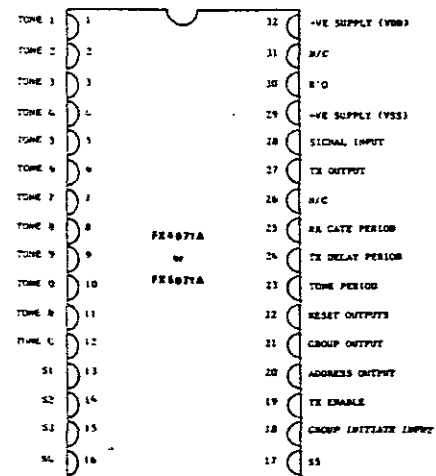 TONE 1 1
TONE 2 2
TONE 3 3
TONE 4 4
TONE 5 5
TONE 6 6
TONE 7 7
TONE 8 8
TONE 9 9
TONE 0 10
TONE R 11
TONE G 12
S1 13
S2 14
S3 15
S4 16
or
32 -VE SUPPLY (VDD)
31 N/C
30
29 -VE SUPPLY (VSS)
28 SIGNAL INPUT
27 TX OUTPUT
26 N/C
25 RX GATE PERIOD
24 TX DELAY PERIOD
23 TONE PERIOD
22 RESET OUTPUTS
21 GROUP OUTPUT
20 ADDRESS OUTPUT
19 TX ENABLE
18 GROUP INITIATE INPUT
17 S5